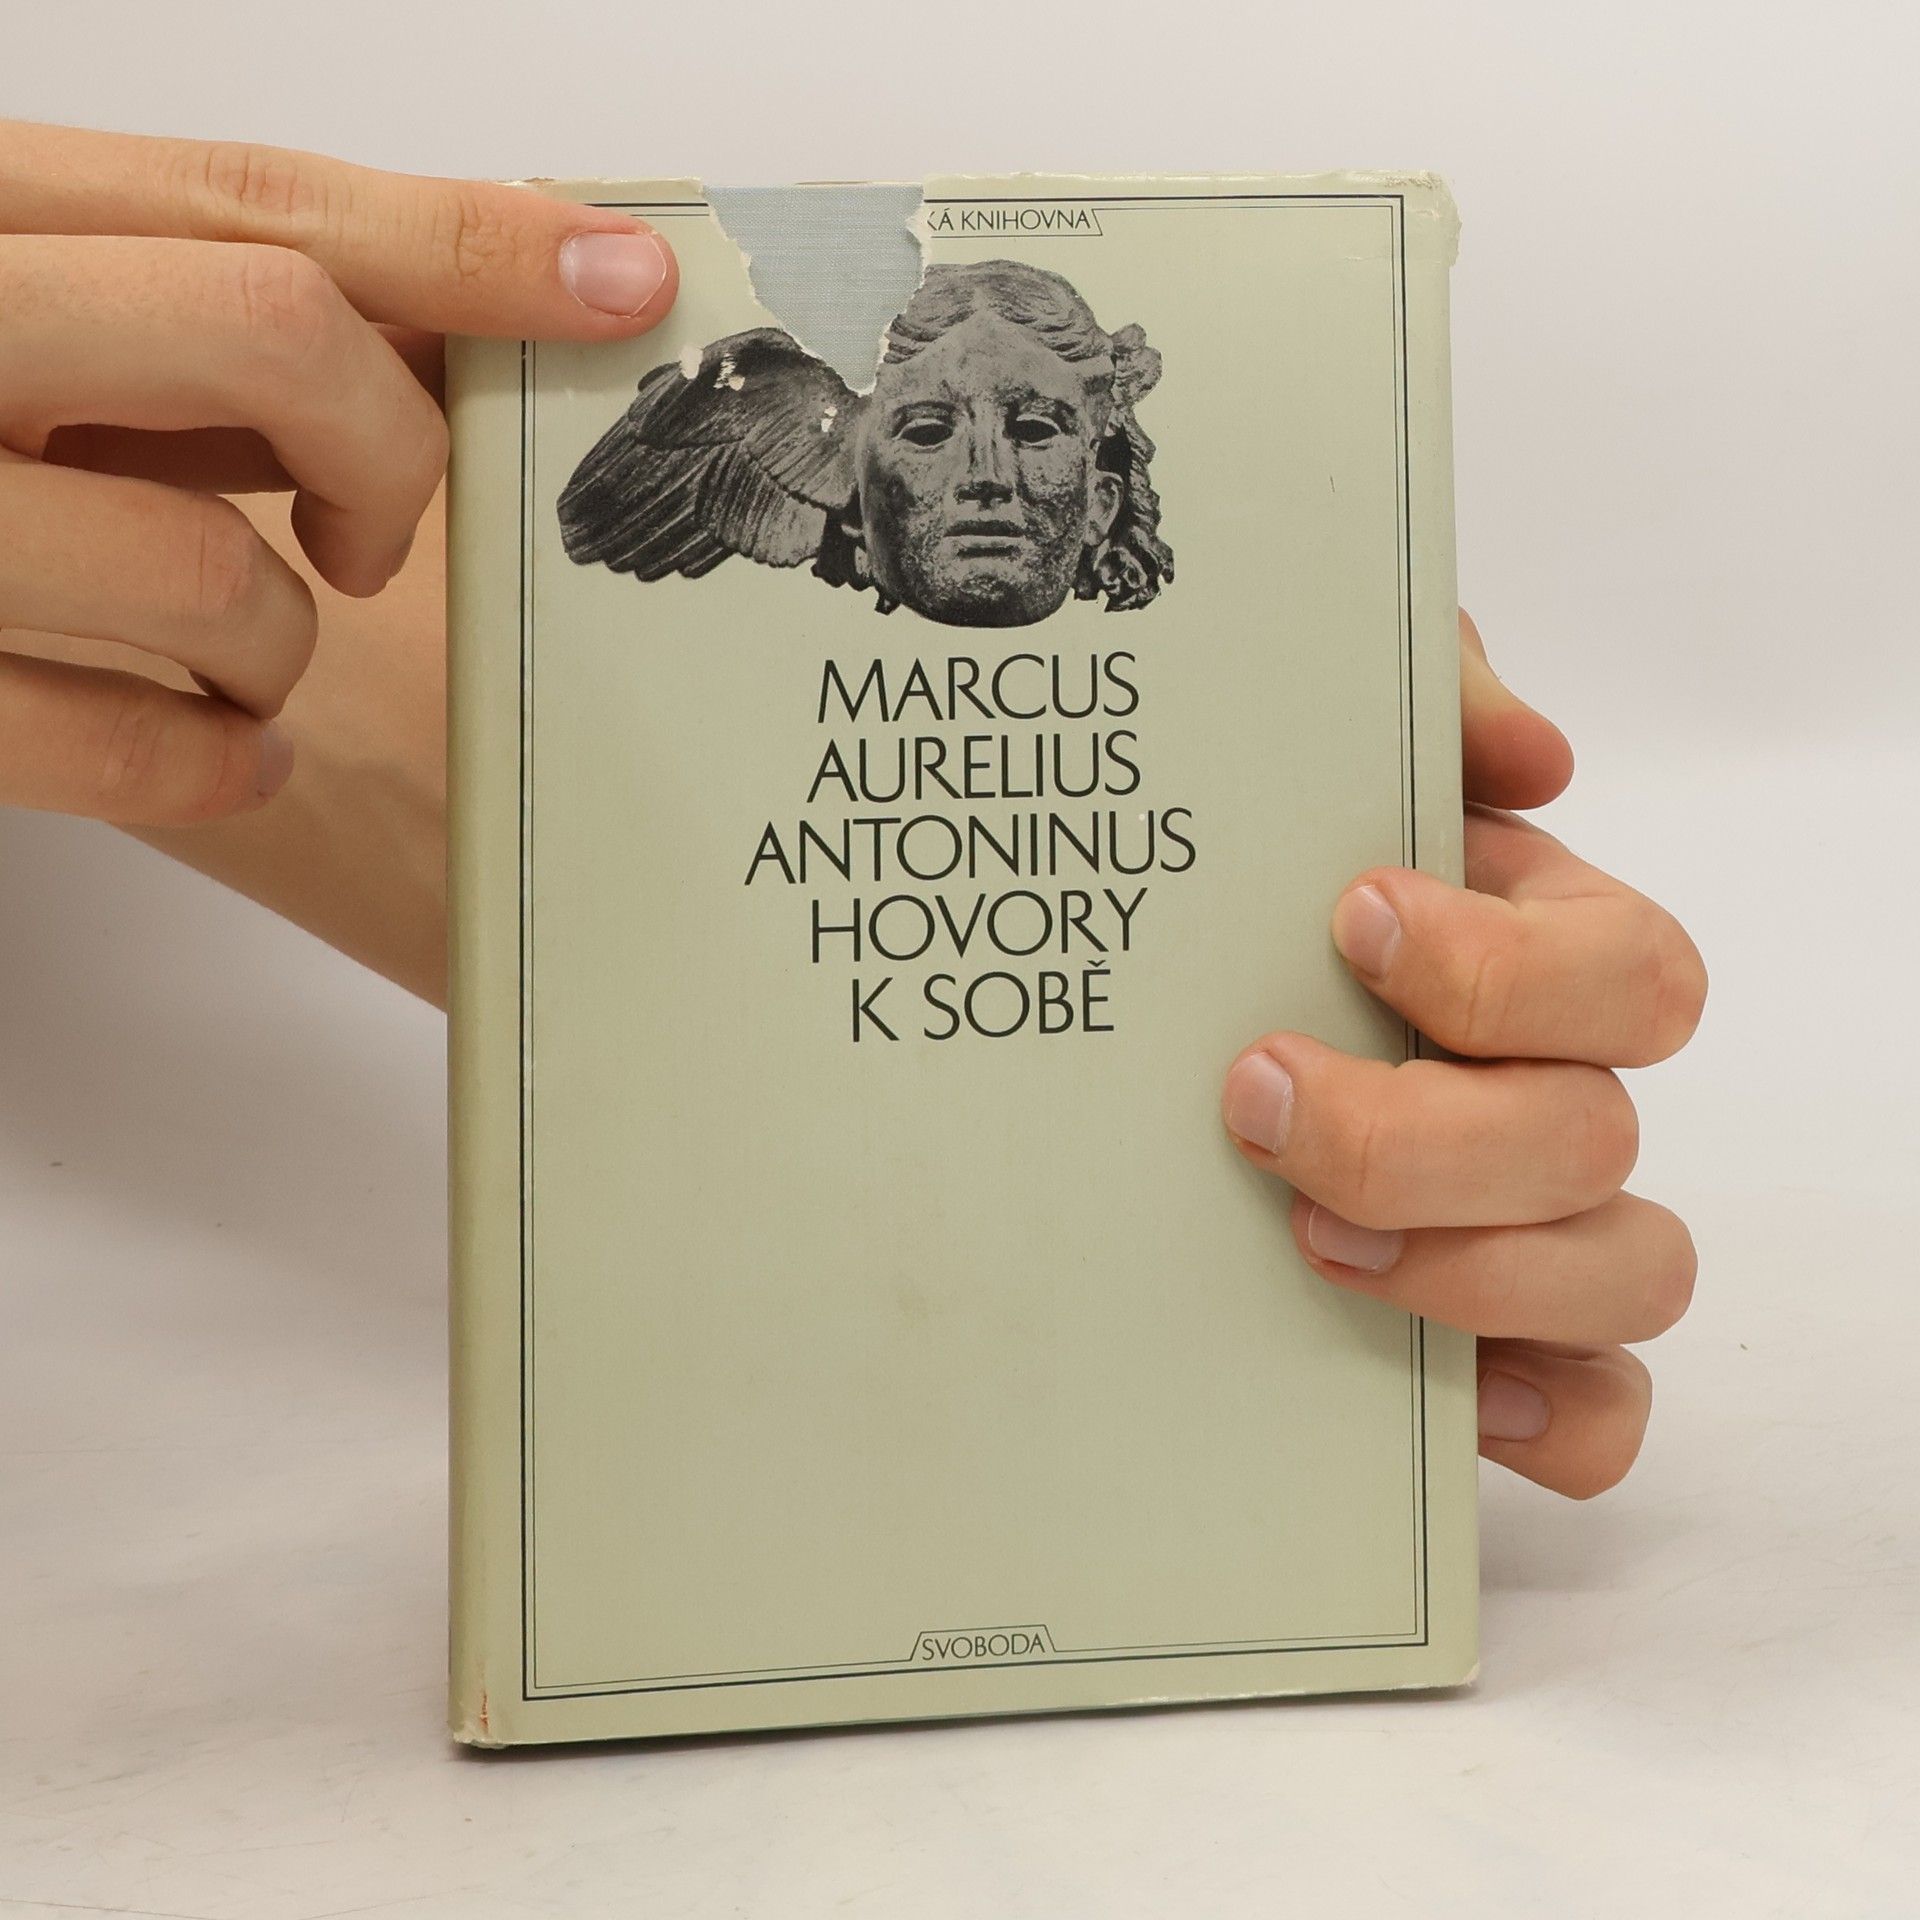 KÁ KNIHOVNA
MARCUS
AURELIUS
ANTONINUS
HOVORY
K SOBĚ
SVOBODA